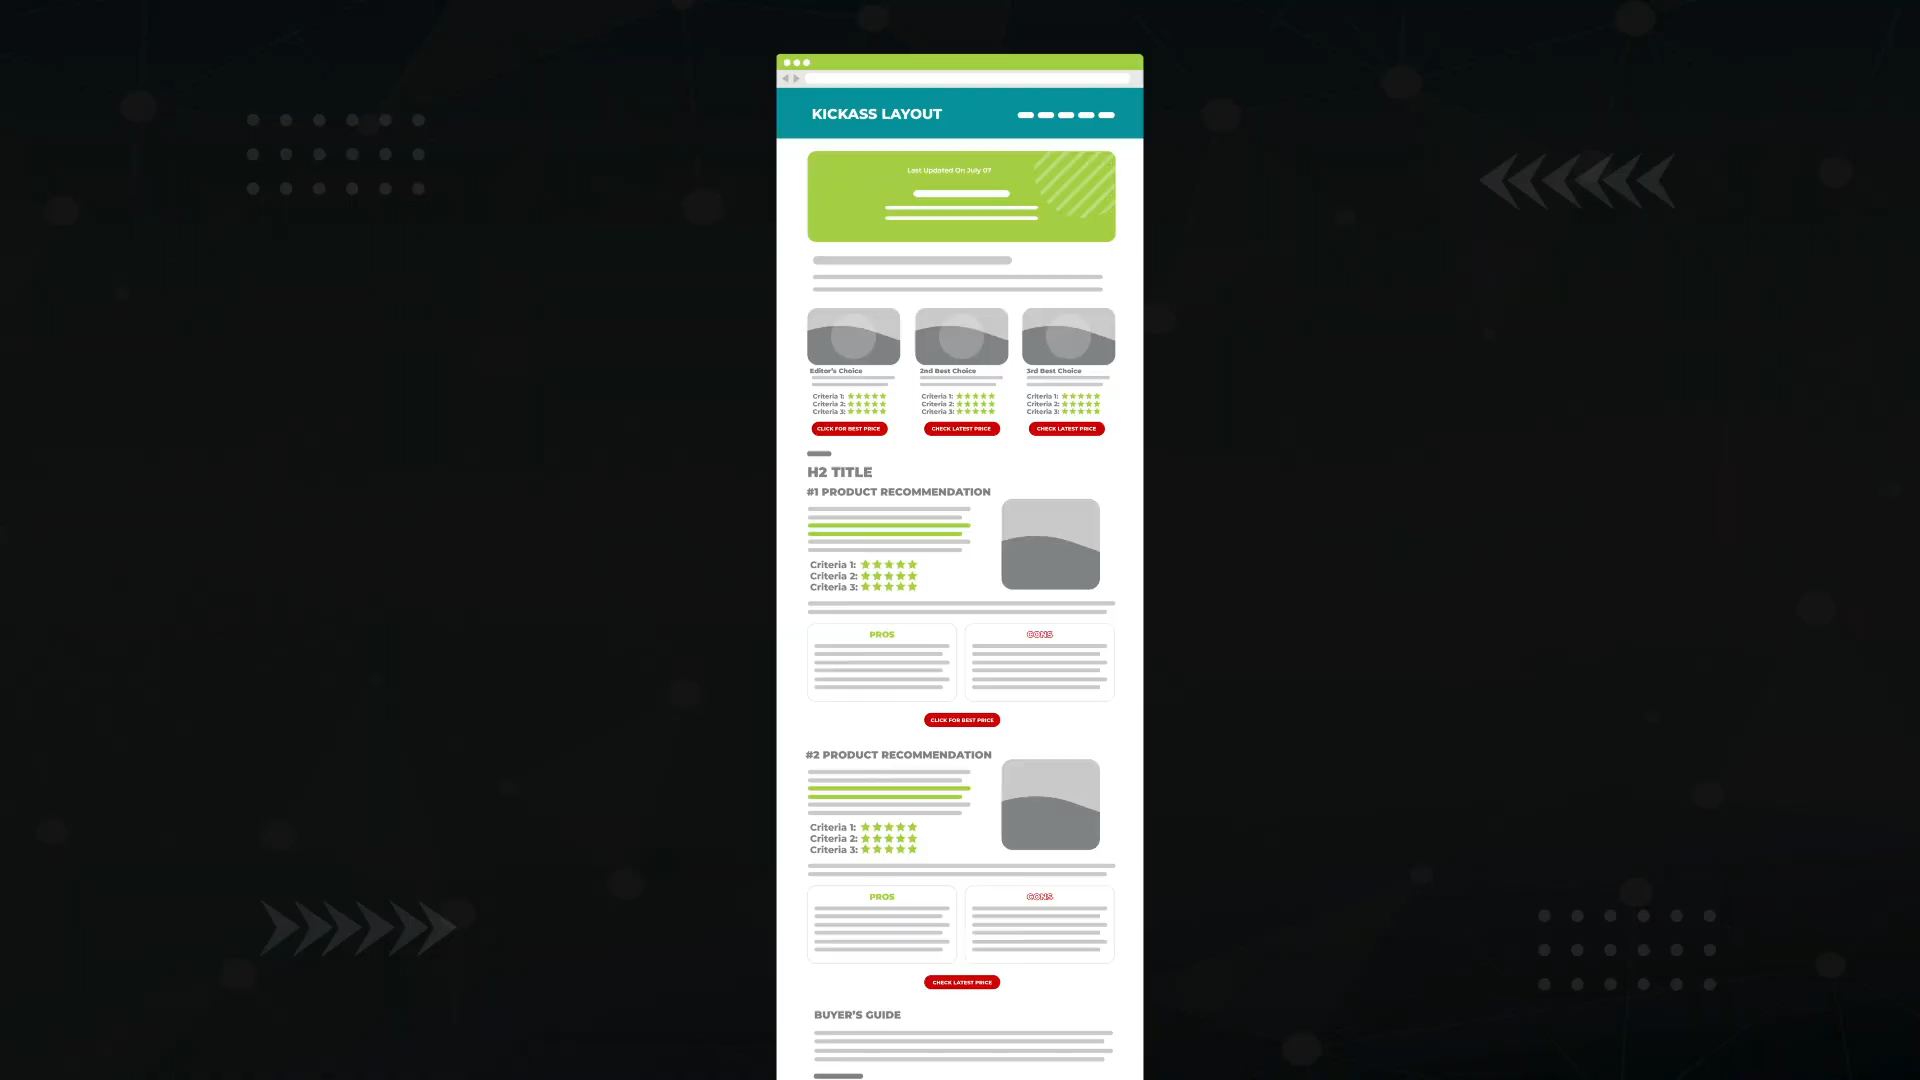 KICKASS LAYOUT
Last Updated On July 07
Editor's Choice
Criteria 1:
Criteria 2:
Criteria 3:
CLICK FOR BEST PRICE
2nd Best Choice
Criteria 1:
Criteria 2:
Criteria 3:
CHECK LATEST PRICE
3rd Best Choice
Criteria 1:
Criteria 2:
Criteria 3:
CHECK LATEST PRICE
H2 TITLE
#1 PRODUCT RECOMMENDATION
Criteria 1:
Criteria 2:
Criteria 3:
PROS
CONS
CLICK FOR BEST PRICE
#2 PRODUCT RECOMMENDATION
Criteria 1:
Criteria 2:
Criteria 3:
PROS
CONS
CHECK LATEST PRICE
BUYER'S GUIDE